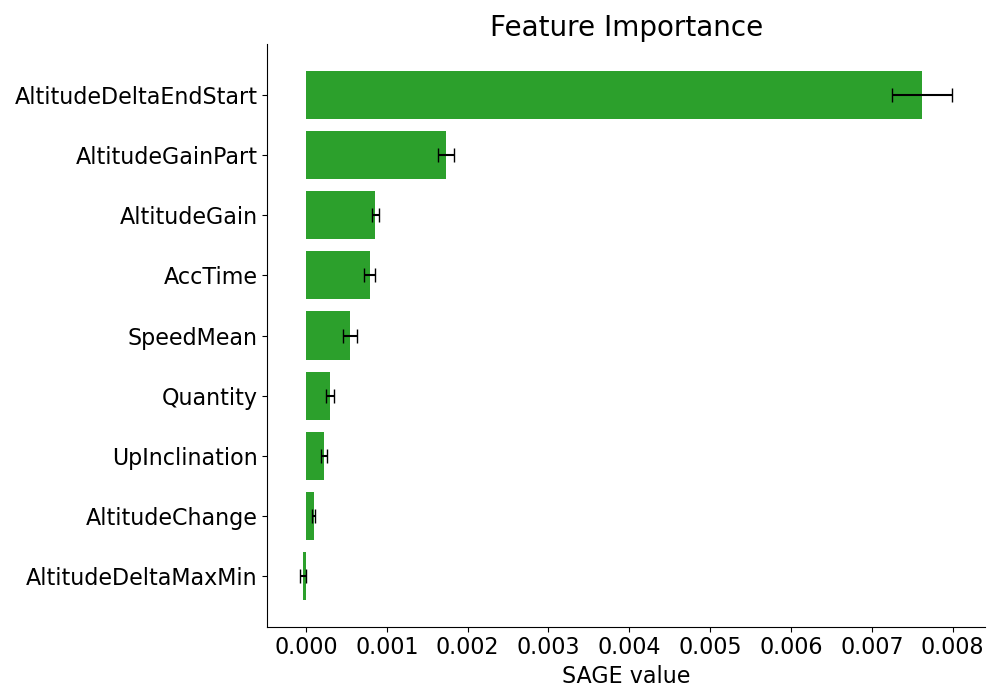 Feature Importance
AltitudeDeltaEndStart
AltitudeGainPart
AltitudeGain
AccTime
SpeedMean
Quantity
UpInclination
AltitudeChange
AltitudeDeltaMaxMin
0.000 0.001 0.002 0.003 0.004 0.005 0.006 0.007 0.008
SAGE value